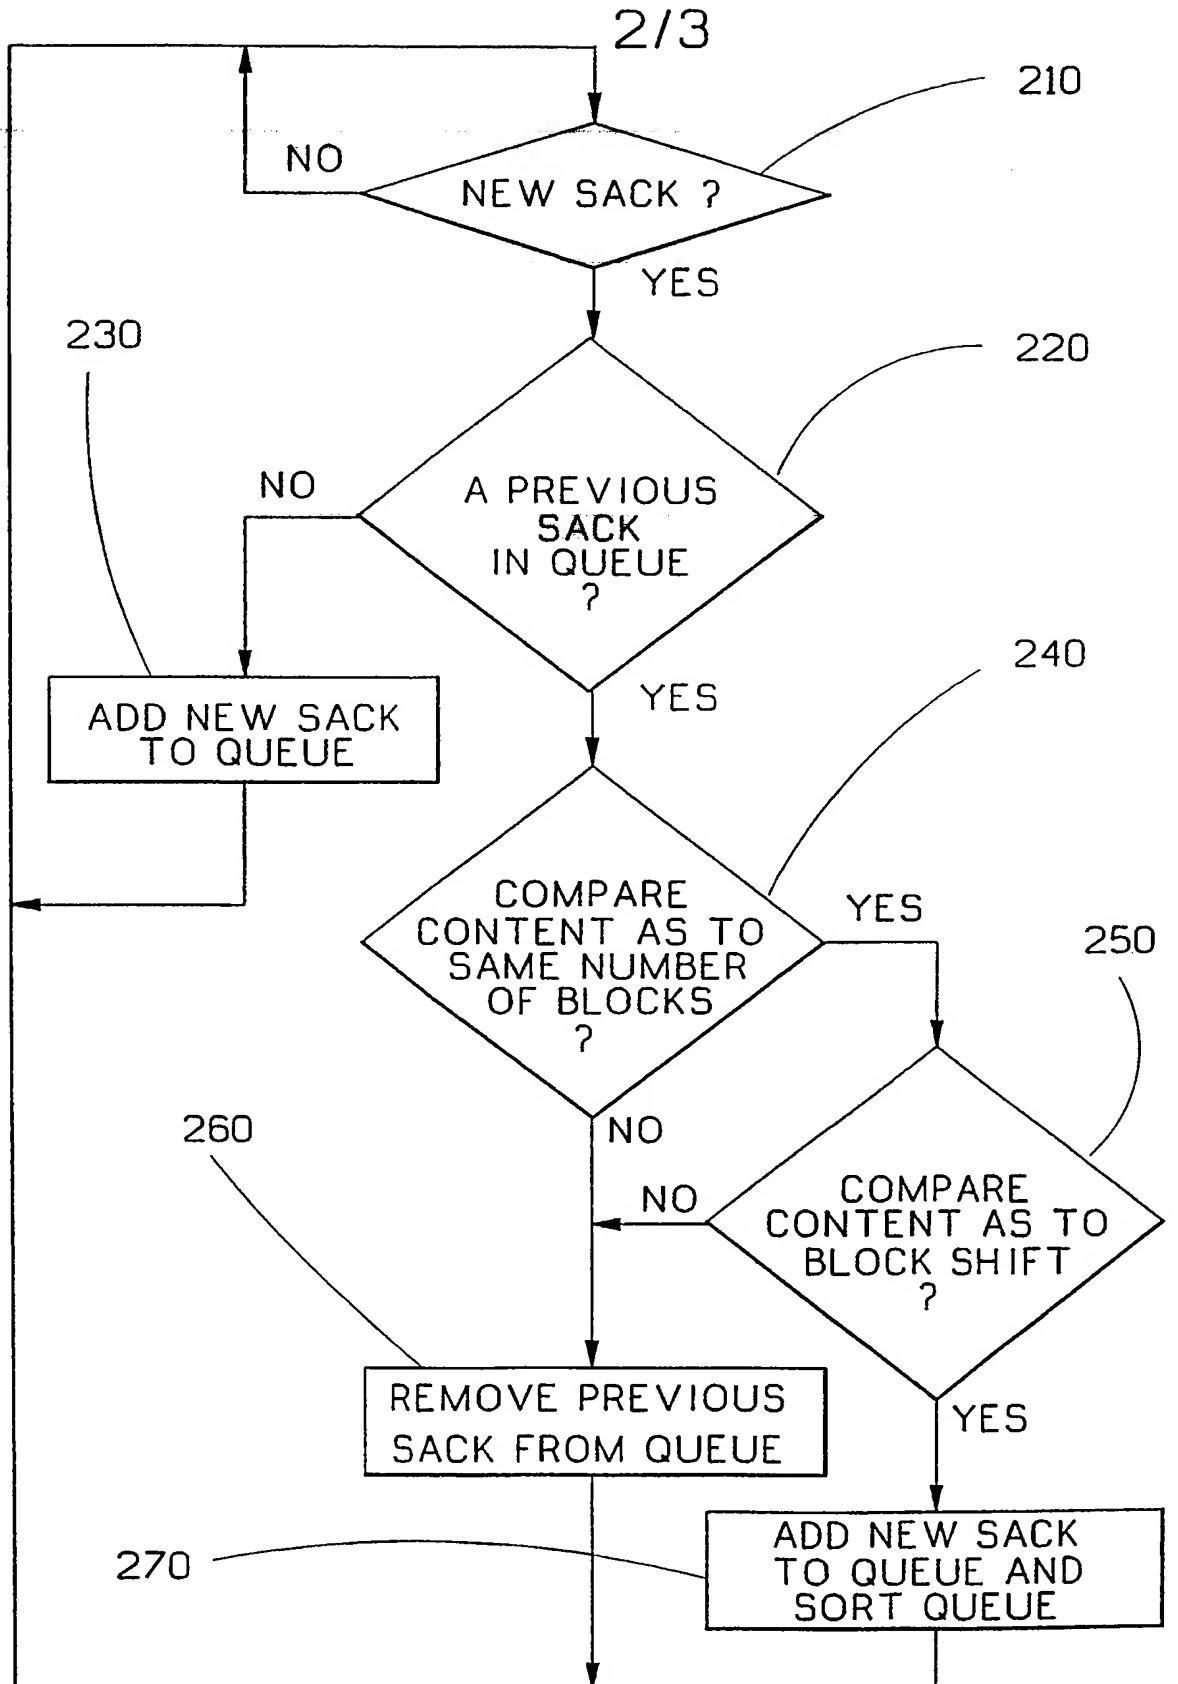 2/3
210
NO
NEW SACK ?
YES
230
220
NO
A PREVIOUS
SACK
IN QUEUE
?
240
YES
ADD NEW SACK
TO QUEUE
COMPARE
CONTENT AS TO
SAME NUMBER
OF BLOCKS
?
YES
250
260
NO
NO
COMPARE
CONTENT AS TO
BLOCK SHIFT
?
REMOVE PREVIOUS
SACK FROM QUEUE
YES
270
ADD NEW SACK
TO QUEUE AND
SORT QUEUE